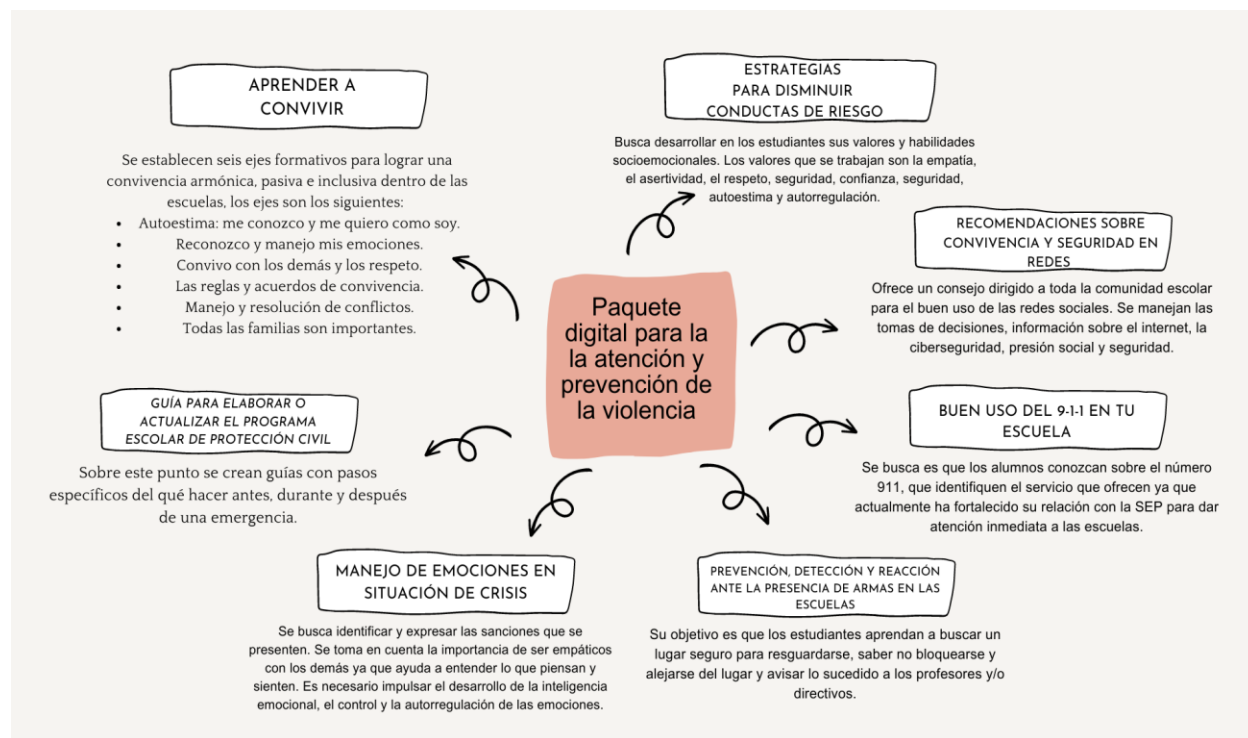 APRENDER A
CONVIVIR
Se establecen seis ejes formativos para lograr una
convivencia armónica, pasiva e inclusiva dentro de las
escuelas, los ejes son los siguientes:
• Autoestima: me conozco y me quiero como soy.
• Reconozco y manejo mis emociones.
• Convivo con los demás y los respeto.
• Las reglas y acuerdos de convivencia.
• Manejo y resolución de conflictos.
• Todas las familias son importantes.
ESTRATEGIAS
PARA DISMINUIR
CONDUCTAS DE RIESGO
Busca desarrollar en los estudiantes sus valores y habilidades
socioemocionales. Los valores que se trabajan son la empatía,
el asertividad, el respeto, seguridad, confianza, seguridad,
autoestima y autorregulación.
RECOMENDACIONES SOBRE
CONVIVENCIA Y SEGURIDAD EN
REDES
Ofrece un consejo dirigido a toda la comunidad escolar
para el buen uso de las redes sociales. Se manejan las
tomas de decisiones, información sobre el internet, la
ciberseguridad, presión social y seguridad.
Paquete
digital para la
la atención y
prevención de
la violencia
GUÍA PARA ELABORAR O
ACTUALIZAR EL PROGRAMA
ESCOLAR DE PROTECCIÓN CIVIL
Sobre este punto se crean guías con pasos
específicos del qué hacer antes, durante y después
de una emergencia.
BUEN USO DEL 9-1-1 EN TU
ESCUELA
Se busca es que los alumnos conozcan sobre el número
911, que identifiquen el servicio que ofrecen ya que
actualmente ha fortalecido su relación con la SEP para dar
atención inmediata a las escuelas.
MANEJO DE EMOCIONES EN
SITUACIÓN DE CRISIS
Se busca identificar y expresar las sanciones que se
presenten. Se toma en cuenta la importancia de ser empáticos
con los demás ya que ayuda a entender lo que piensan y
sienten. Es necesario impulsar el desarrollo de la inteligencia
emocional, el control y la autorregulación de las emociones.
PREVENCIÓN, DETECCIÓN Y REACCIÓN
ANTE LA PRESENCIA DE ARMAS EN LAS
ESCUELAS
Su objetivo es que los estudiantes aprendan a buscar un
lugar seguro para resguardarse, saber no bloquearse y
alejarse del lugar y avisar lo sucedido a los profesores y/o
directivos.